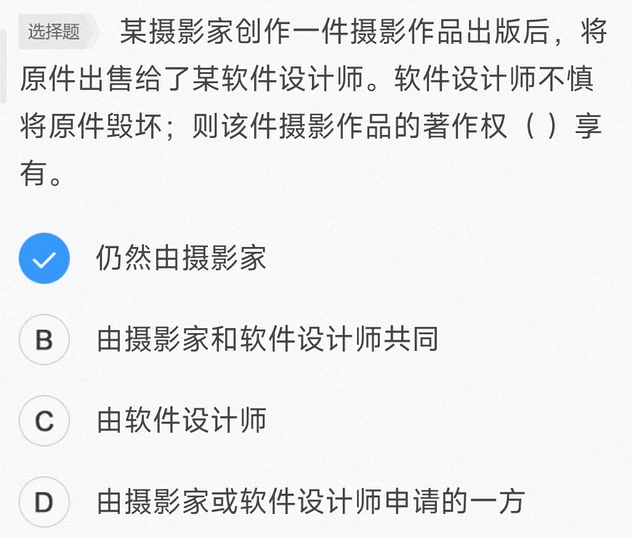 选择题 某摄影家创作一件摄影作品出版后，将
原件出售给了某软件设计师。软件设计师不慎
将原件毁坏；则该件摄影作品的著作权（ ）享
有。
仍然由摄影家
B 由摄影家和软件设计师共同
C 由软件设计师
D 由摄影家或软件设计师申请的一方